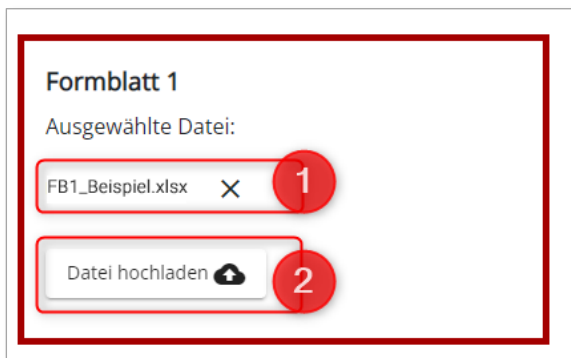 Formblatt 1
Ausgewählte Datei:
FB1_Beispiel.xlsx
1
Datei hochladen
2